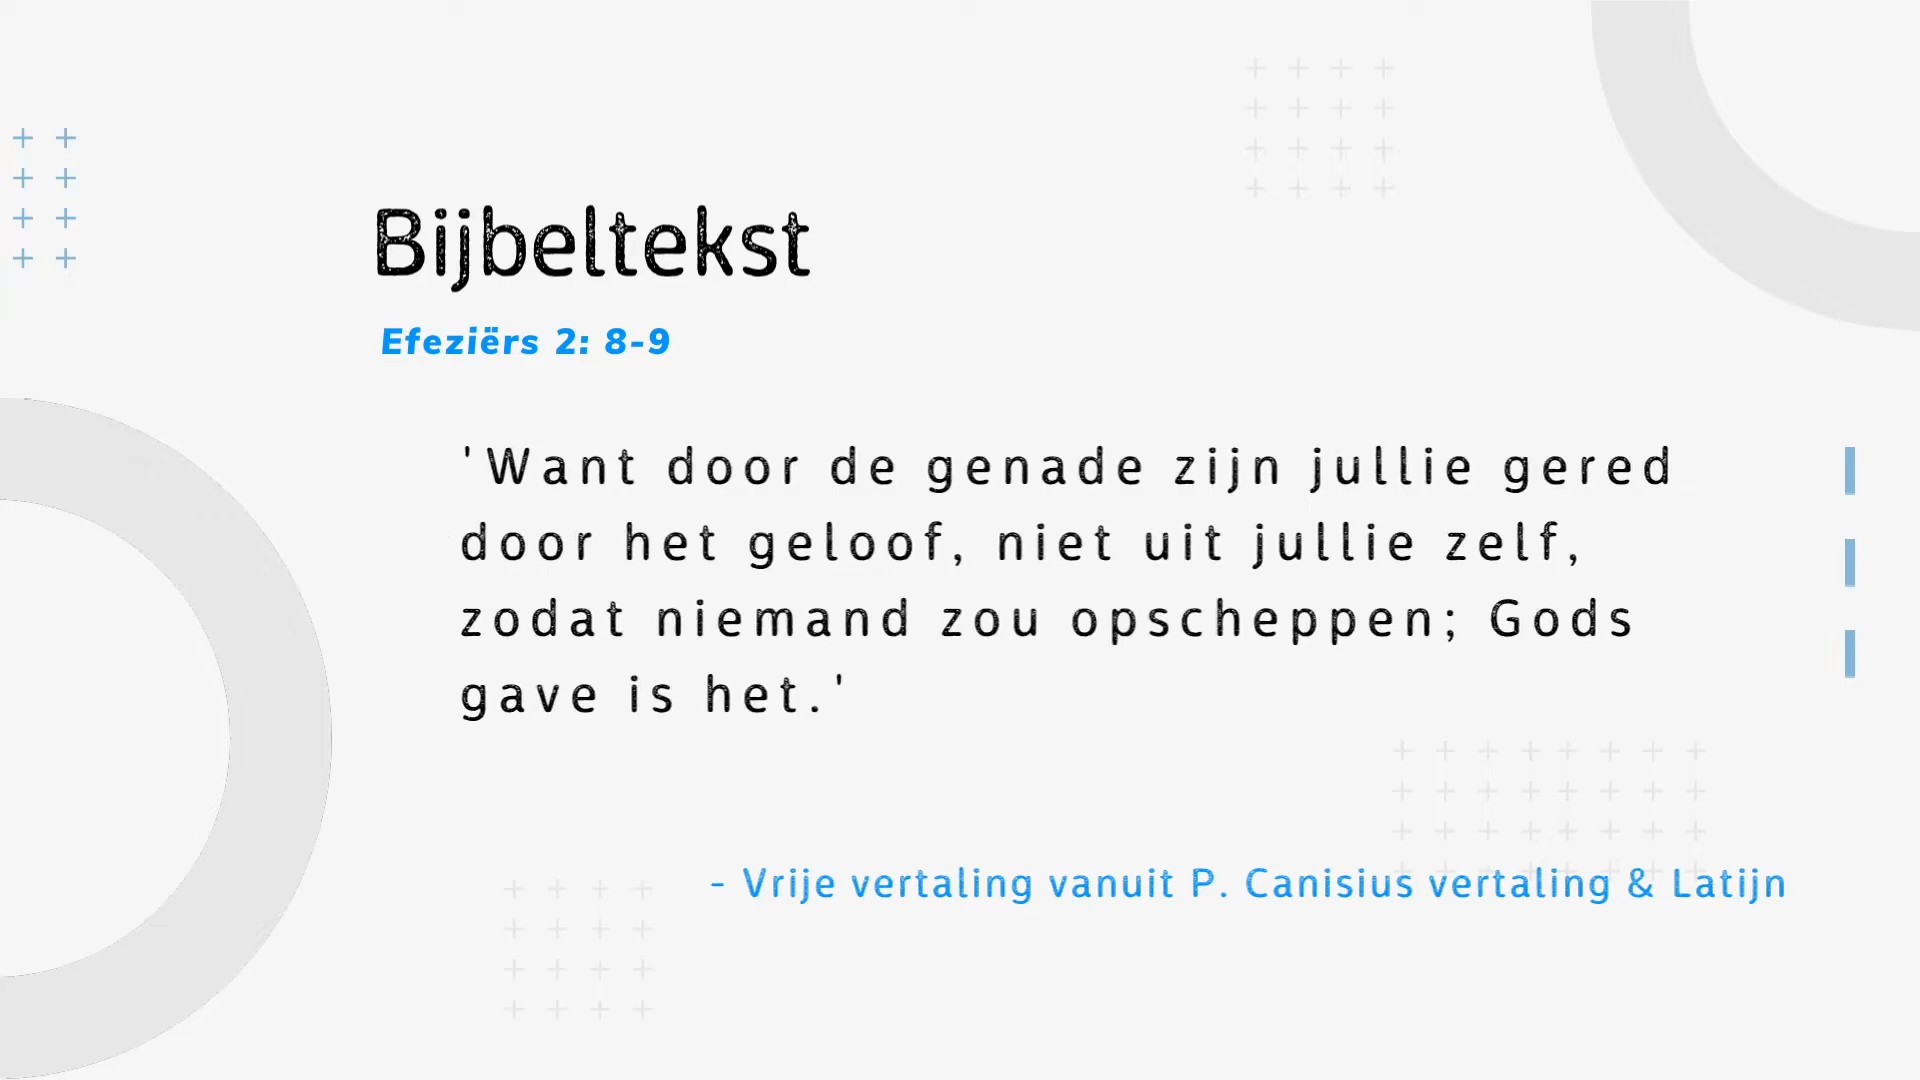 Bijbeltekst
Efeziërs 2: 8-9
'Want door de genade zijn jullie gered
door het geloof, niet uit jullie zelf,
zodat niemand zou opscheppen; Gods
gave is het.'
- Vrije vertaling vanuit P. Canisius vertaling & Latijn